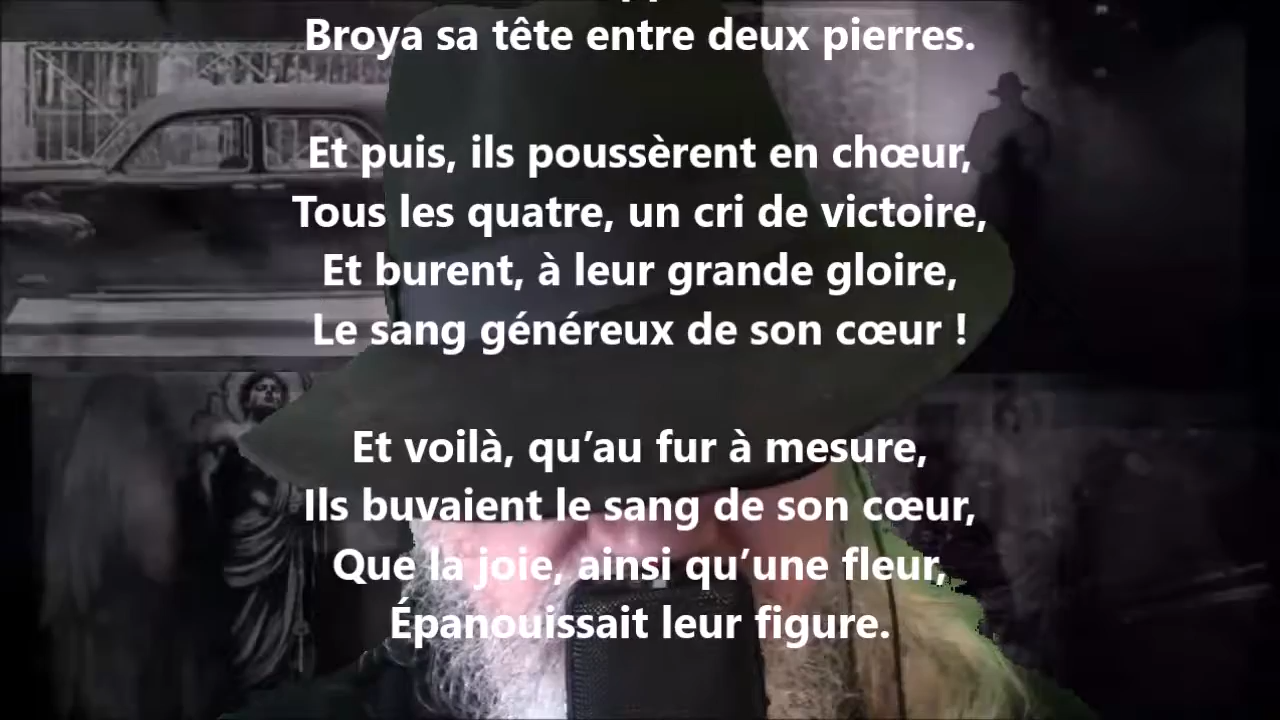 Broya sa tête entre deux pierres.
Et puis, ils poussèrent en chœur,
Tous les quatre, un cri de victoire,
Et burent, à leur grande gloire,
Le sang généreux de son cœur !
Et voilà, qu’au fur à mesure,
Ils buvaient le sang de son cœur,
Que la joie, ainsi qu’une fleur,
Épanouissait leur figure.